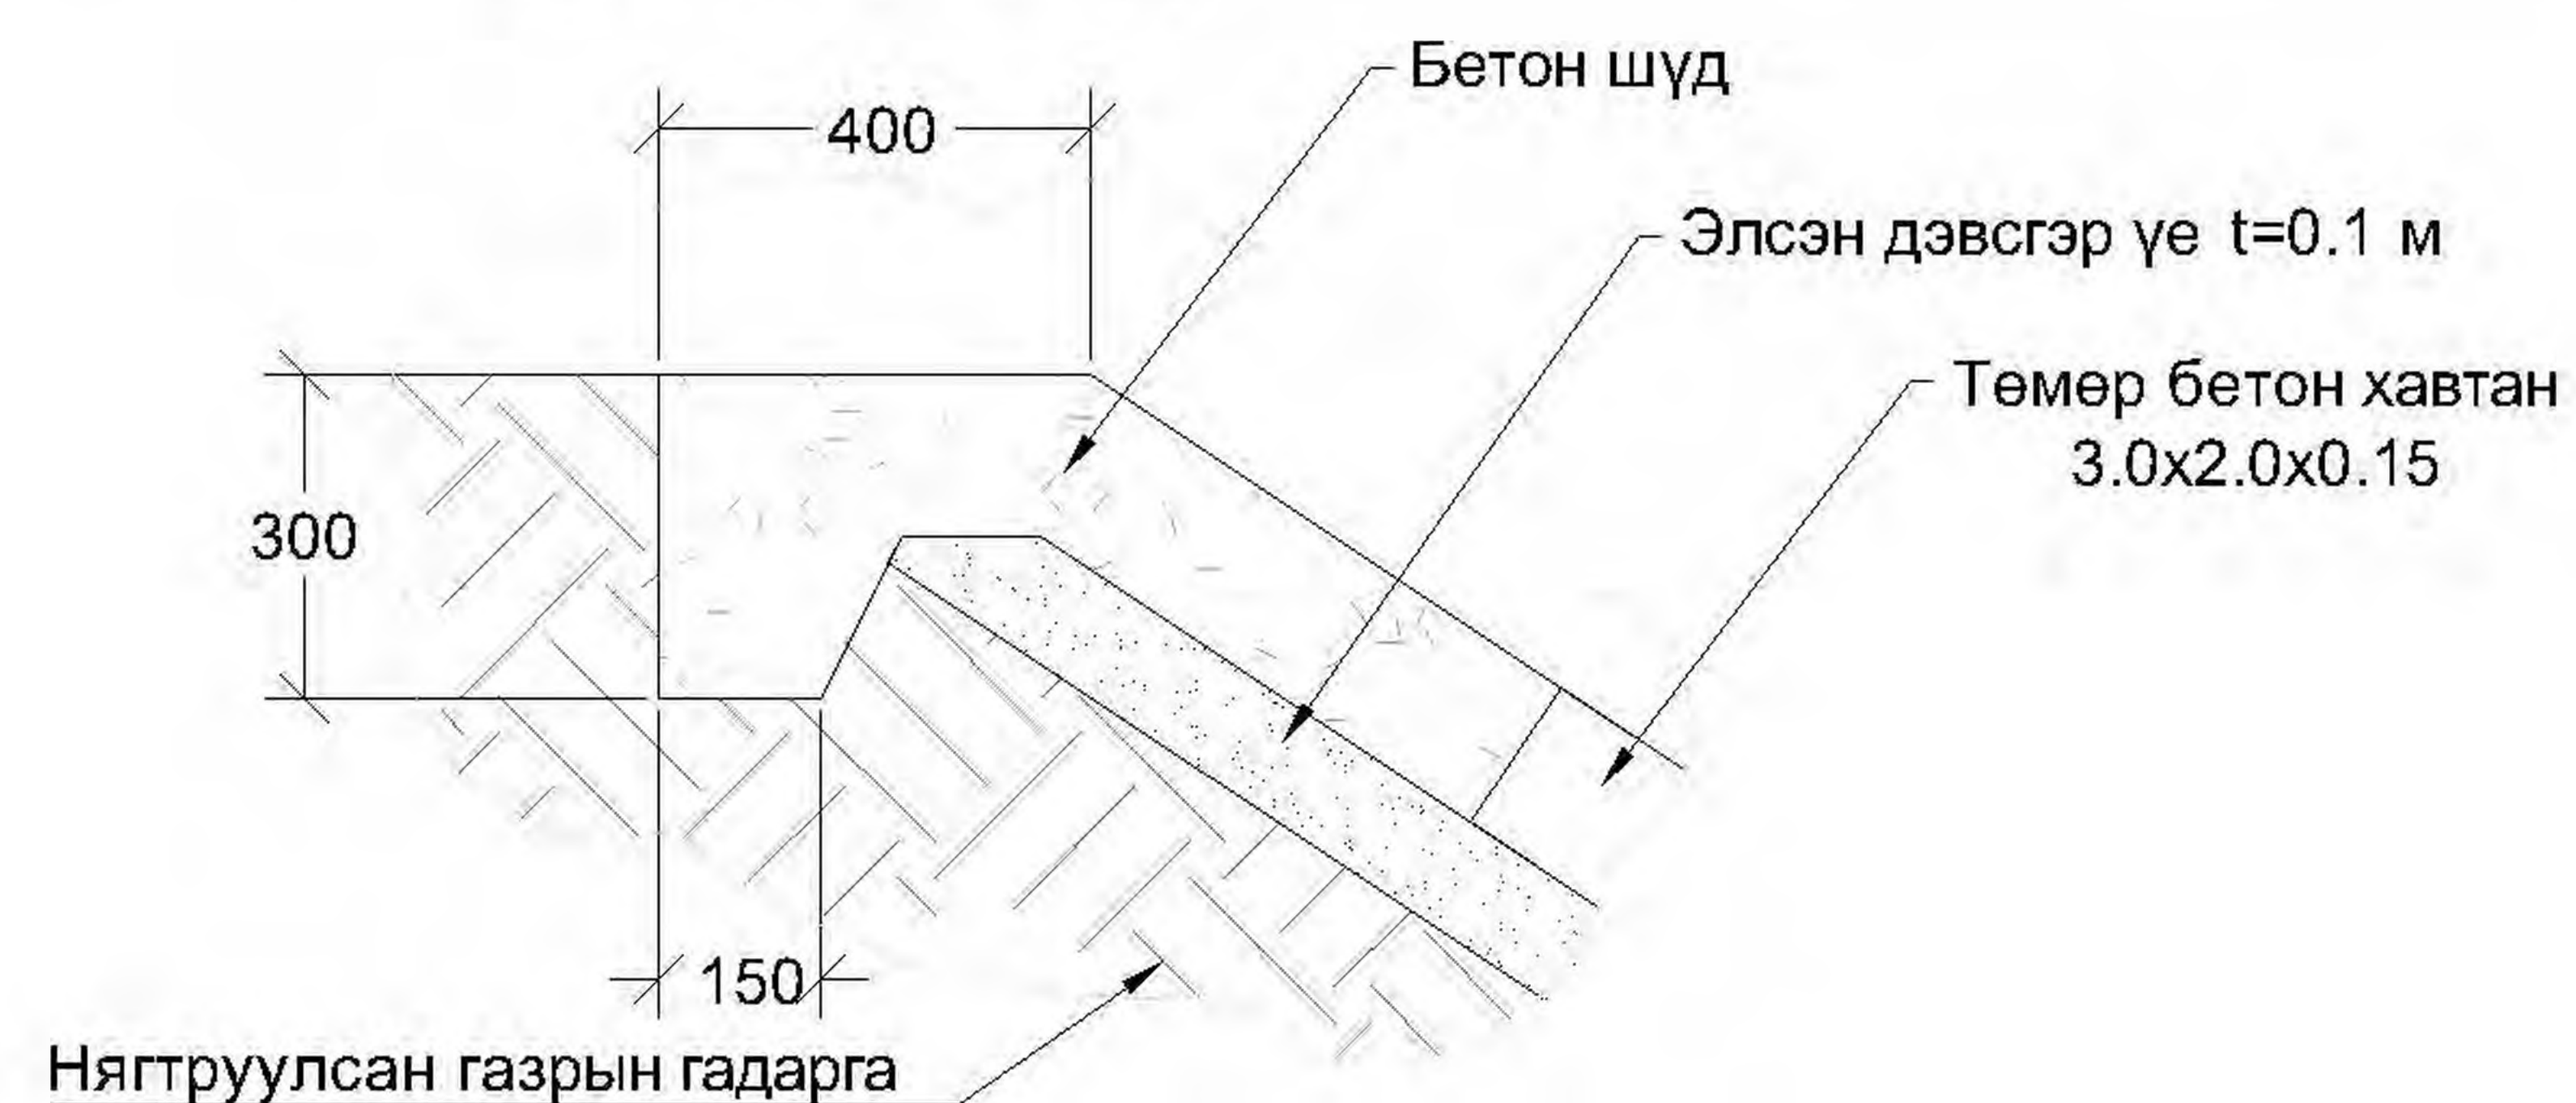 Бетон шүд
400
Элсэн дэвсгэр үе t=0.1 м
Төмөр бетон хавтан
3.0x2.0x0.15
300
150
Нягтруулсан газрын гадарга